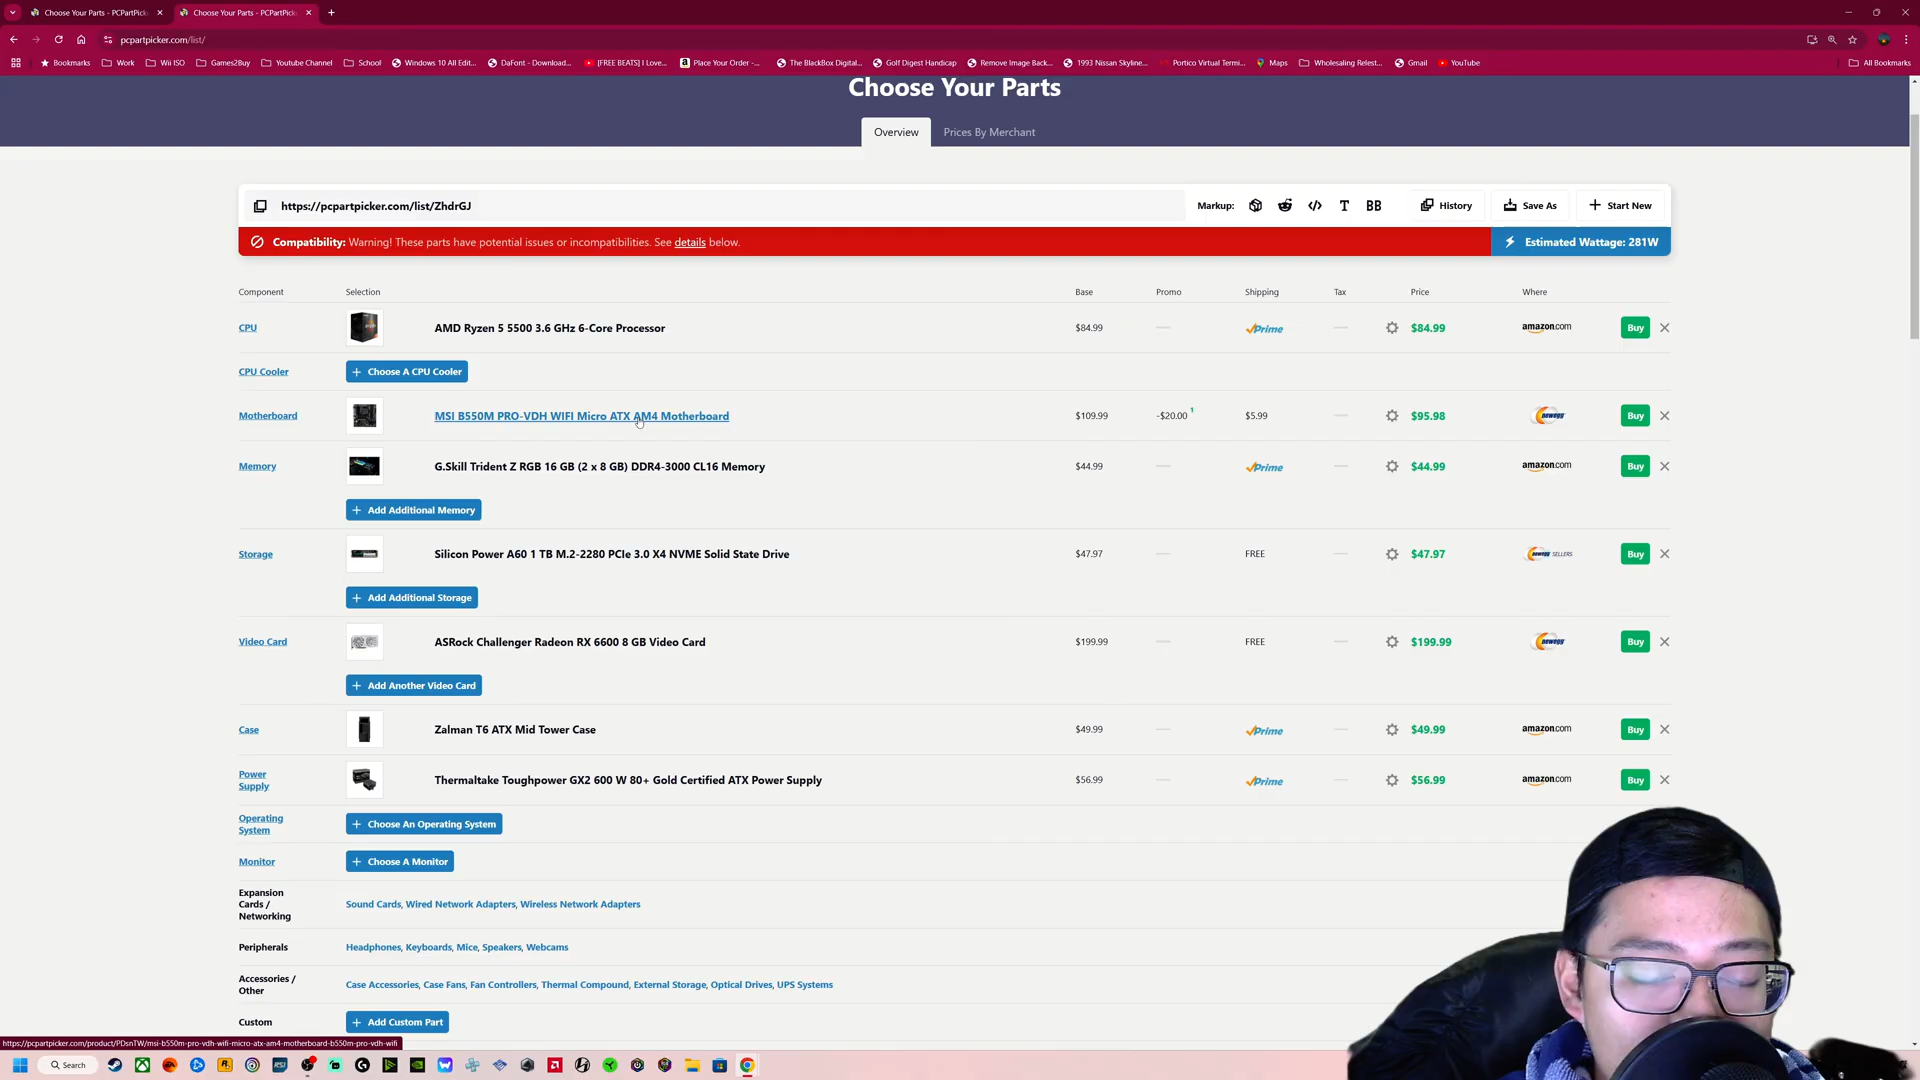 Choose Your Parts - PCPartPick
Choose Your Parts - PCPartPick
pcpartpicker.com/list/
Bookmarks
Work
Wii ISO
Games2Buy
Youtube Channel
School
Windows 10 All Edit...
DaFont - Download...
[FREE BEATS] I Love...
Place Your Order -...
The BlackBox Digital...
Golf Digest Handicap
Remove Image Back...
1993 Nissan Skyline...
Portico Virtual Termi...
Maps
Wholesaling Relest...
Gmail
YouTube
All Bookmarks
Choose Your Parts
Overview
Prices By Merchant
https://pcpartpicker.com/list/ZhdrGJ
Markup:
T
BB
History
Save As
+ Start New
Compatibility: Warning! These parts have potential issues or incompatibilities. See details below.
Estimated Wattage: 281W
Component Selection Base Promo Shipping Tax Price Where
CPU AMD Ryzen 5 5500 3.6 GHz 6-Core Processor $84.99 — Prime — $84.99 amazon.com Buy
CPU Cooler + Choose A CPU Cooler
Motherboard MSI B550M PRO-VDH WIFI Micro ATX AM4 Motherboard $109.99 -$20.00 1 $5.99 — $95.98 newegg Buy
Memory G.Skill Trident Z RGB 16 GB (2 x 8 GB) DDR4-3000 CL16 Memory $44.99 — Prime — $44.99 amazon.com Buy
+ Add Additional Memory
Storage Silicon Power A60 1 TB M.2-2280 PCIe 3.0 X4 NVME Solid State Drive $47.97 — FREE — $47.97 newegg SELLERS Buy
+ Add Additional Storage
Video Card ASRock Challenger Radeon RX 6600 8 GB Video Card $199.99 — FREE — $199.99 newegg Buy
+ Add Another Video Card
Case Zalman T6 ATX Mid Tower Case $49.99 — Prime — $49.99 amazon.com Buy
Power Supply Thermaltake Toughpower GX2 600 W 80+ Gold Certified ATX Power Supply $56.99 — Prime — $56.99 amazon.com Buy
Operating System + Choose An Operating System
Monitor + Choose A Monitor
Expansion Cards / Networking Sound Cards, Wired Network Adapters, Wireless Network Adapters
Peripherals Headphones, Keyboards, Mice, Speakers, Webcams
Accessories / Other Case Accessories, Case Fans, Fan Controllers, Thermal Compound, External Storage, Optical Drives, UPS Systems
Custom + Add Custom Part
https://pcpartpicker.com/product/PDsnTW/msi-b550m-pro-vdh-wifi-micro-atx-am4-motherboard-b550m-pro-vdh-wifi
Search